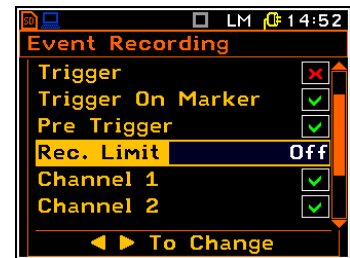 SD LM 14:52
Event Recording
Trigger
Trigger On Marker
Pre Trigger
Rec. Limit Off
Channel 1
Channel 2
To Change